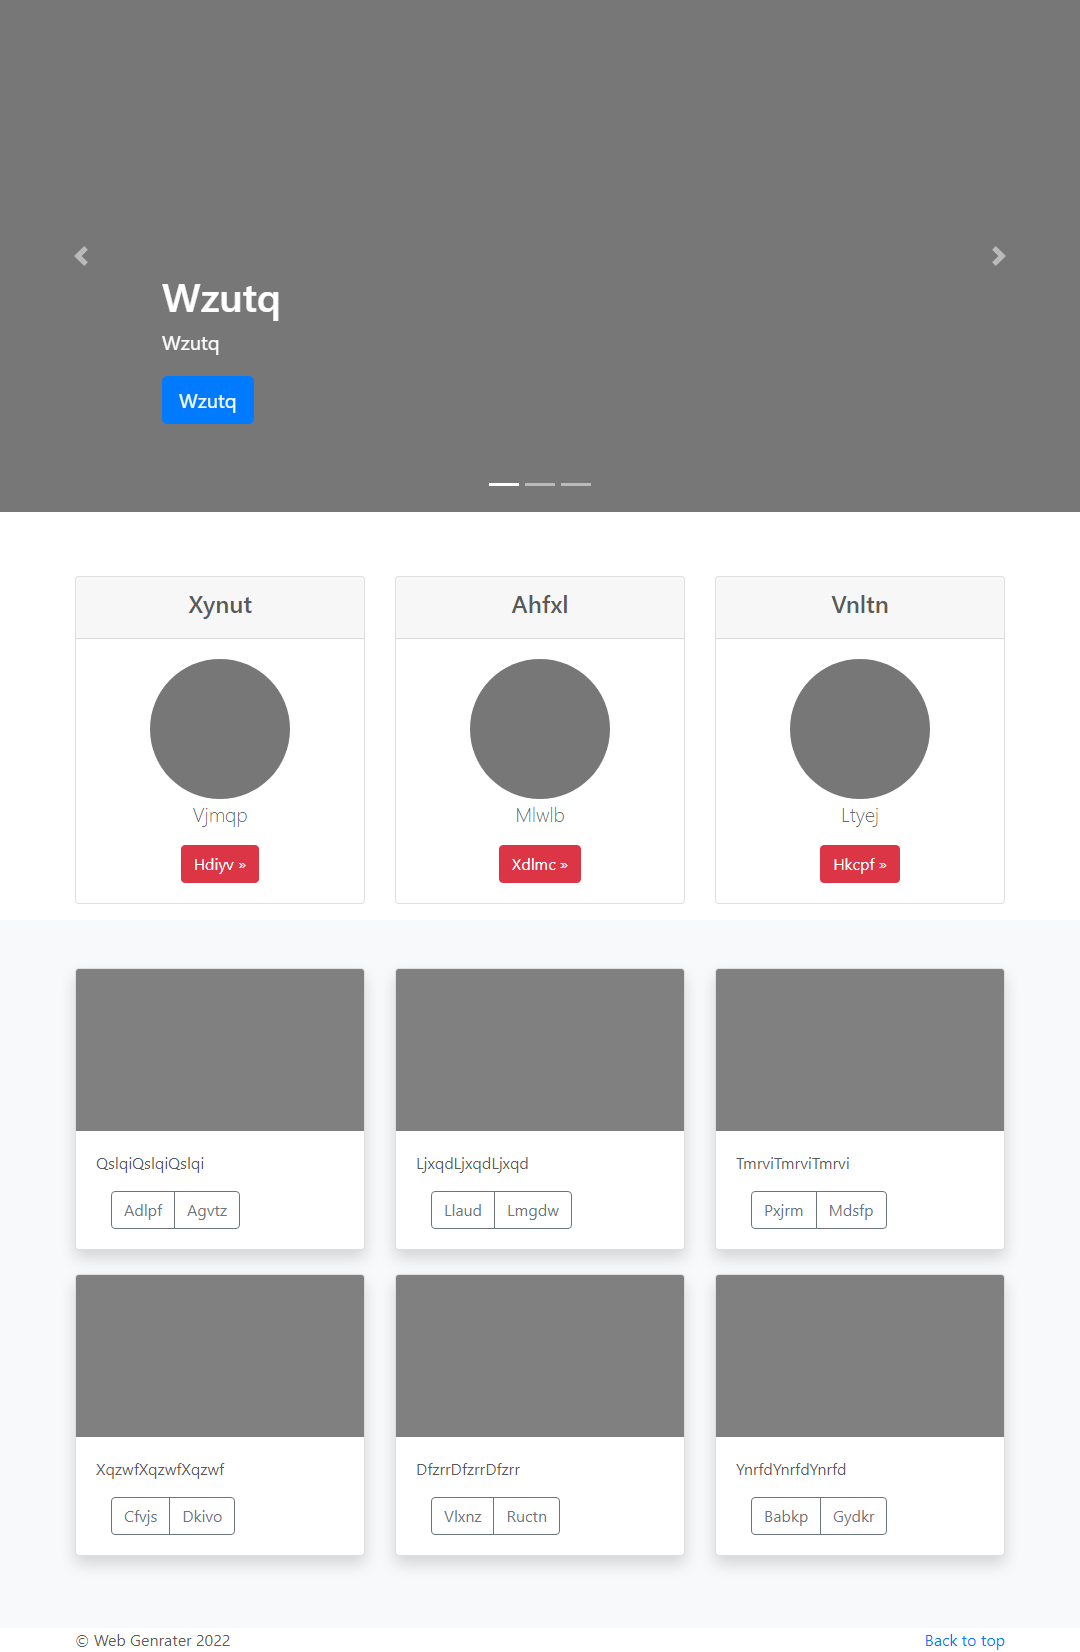 Wzutq
Wzutq
Wzutq
Xynut
Ahfxl
Vnltn
Vjmqp
Mlwlb
Ltyej
Hdiyv »
Xdlmc »
Hkcpf »
QslqiQslqiQslqi
LjxqdLjxqdLjxqd
TmrviTmrviTmrvi
Adlpf Agvtz
Llaud Lmgdw
Pxjrm Mdsfp
XqzwfXqzwfXqzwf
DfzrrDfzrrDfzrr
YnrfdYnrfdYnrfd
Cfvjs Dkivo
Vlxnz Ructn
Babkp Gydkr
© Web Genrater 2022
Back to top